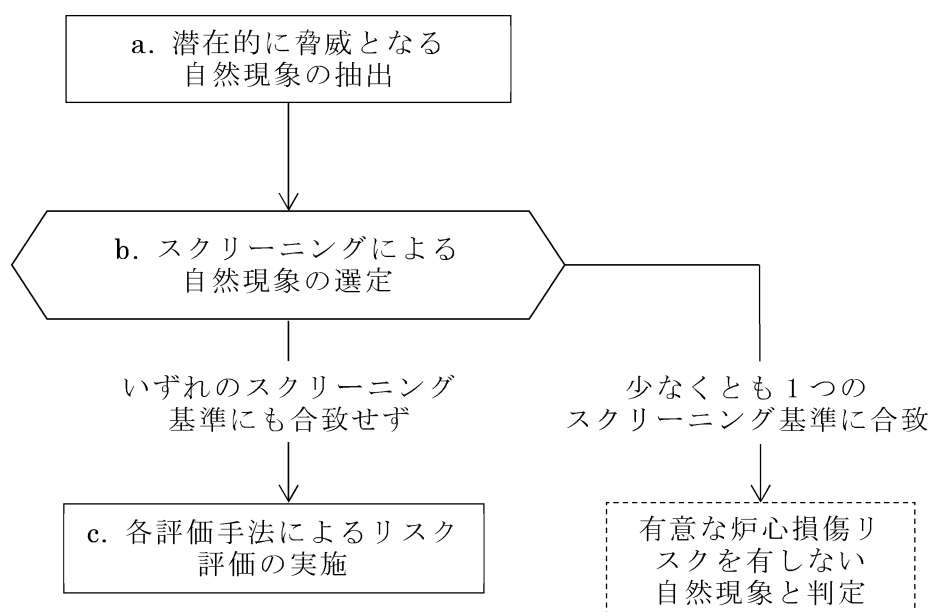 a. 潜在的に脅威となる
自然現象の抽出
b. スクリーニングによる
自然現象の選定
いずれのスクリーニング
基準にも合致せず
少なくとも1つの
スクリーニング基準に合致
c. 各評価手法によるリスク
評価の実施
有意な炉心損傷リ
スクを有しない
自然現象と判定